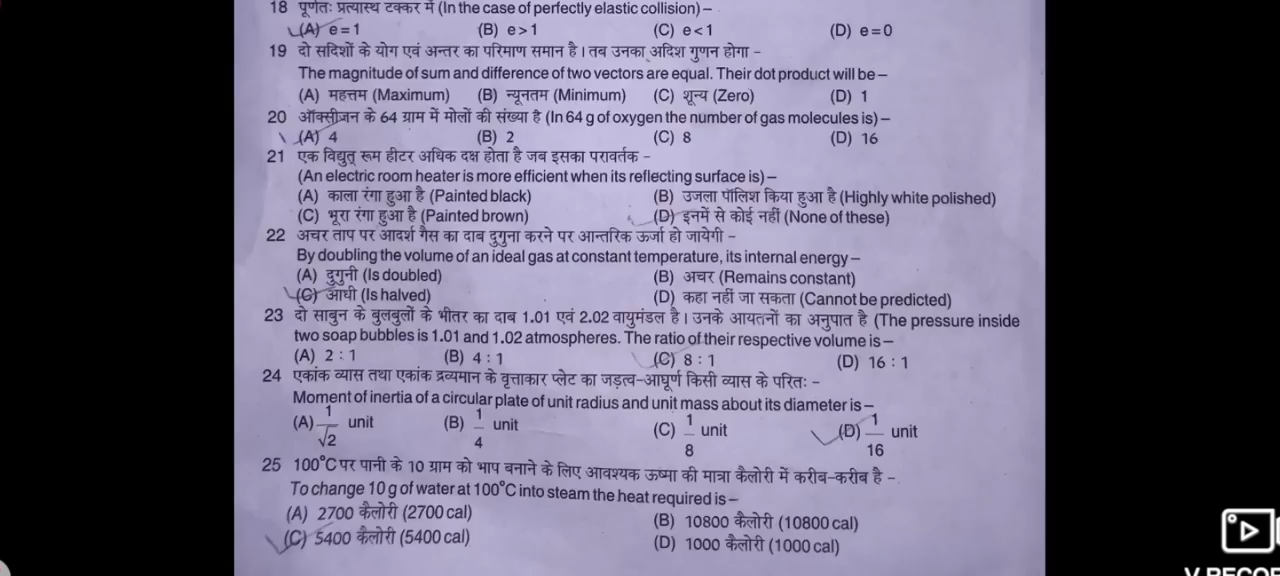 18 पूर्णतः प्रत्यास्थ टक्कर में (In the case of perfectly elastic collision) –
(A) e = 1 (B) e > 1 (C) e < 1 (D) e = 0
19 दो सदिशों के योग एवं अन्तर का परिमाण समान है। तब उनका अदिश गुणन होगा –
The magnitude of sum and difference of two vectors are equal. Their dot product will be –
(A) महत्तम (Maximum) (B) न्यूनतम (Minimum) (C) शून्य (Zero) (D) 1
20 ऑक्सीजन के 64 ग्राम में मोलों की संख्या है (In 64 g of oxygen the number of gas molecules is) –
(A) 4 (B) 2 (C) 8 (D) 16
21 एक विद्युत् रूम हीटर अधिक दक्ष होता है जब इसका परावर्तक –
(An electric room heater is more efficient when its reflecting surface is) –
(A) काला रंगा हुआ है (Painted black) (B) उजला पॉलिश किया हुआ है (Highly white polished)
(C) भूरा रंगा हुआ है (Painted brown) (D) इनमें से कोई नहीं (None of these)
22 अचर ताप पर आदर्श गैस का दाब दुगुना करने पर आन्तरिक ऊर्जा हो जायेगी –
By doubling the volume of an ideal gas at constant temperature, its internal energy –
(A) दुगुनी (Is doubled) (B) अचर (Remains constant)
(C) आधी (Is halved) (D) कहा नहीं जा सकता (Cannot be predicted)
23 दो साबुन के बुलबुलों के भीतर का दाब 1.01 एवं 2.02 वायुमंडल है। उनके आयतनों का अनुपात है (The pressure inside
two soap bubbles is 1.01 and 1.02 atmospheres. The ratio of their respective volume is –
(A) 2 : 1 (B) 4 : 1 (C) 8 : 1 (D) 16 : 1
24 एकांक व्यास तथा एकांक द्रव्यमान के वृत्ताकार प्लेट का जड़त्व-आघूर्ण किसी व्यास के परितः –
Moment of inertia of a circular plate of unit radius and unit mass about its diameter is –
(A) 1/√2 unit (B) 1/4 unit (C) 1/8 unit (D) 1/16 unit
25 100°C पर पानी के 10 ग्राम को भाप बनाने के लिए आवश्यक ऊष्मा की मात्रा कैलोरी में करीब-करीब है –
To change 10 g of water at 100°C into steam the heat required is –
(A) 2700 कैलोरी (2700 cal) (B) 10800 कैलोरी (10800 cal)
(C) 5400 कैलोरी (5400 cal) (D) 1000 कैलोरी (1000 cal)